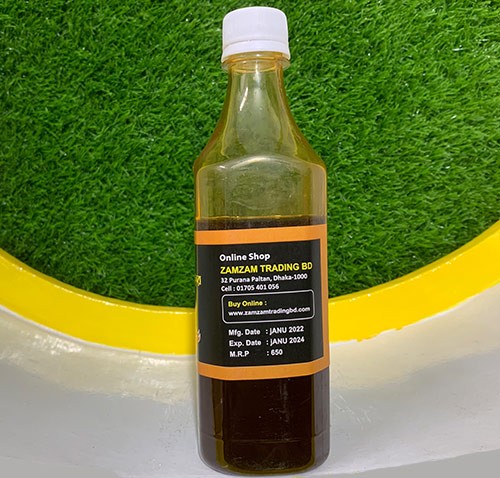 Online Shop
ZAMZAM TRADING BD
32 Purana Paltan, Dhaka-1000
Cell : 01705 401 056
Buy Online :
www.zamzamtradingbd.com
Mfg. Date : jANU 2022
Exp. Date : jANU 2024
M.R.P : 650